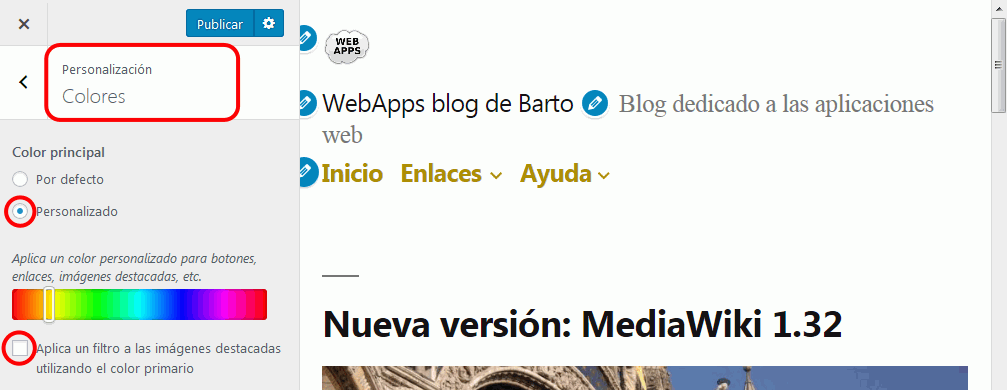 Publicar
Personalización
Colores
Color principal
Por defecto
Personalizado
Aplica un color personalizado para botones,
enlaces, imágenes destacadas, etc.
Aplica un filtro a las imágenes destacadas
utilizando el color primario
WEB
APPS
WebApps blog de Barto Blog dedicado a las aplicaciones
web
Inicio Enlaces Ayuda
Nueva versión: MediaWiki 1.32